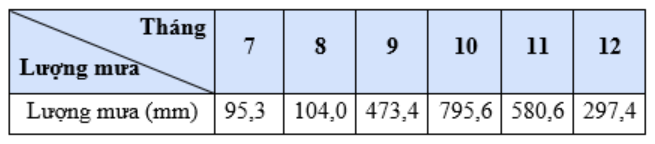 Tháng
Lượng mưa
7 8 9 10 11 12
Lượng mưa (mm) 95,3 104,0 473,4 795,6 580,6 297,4